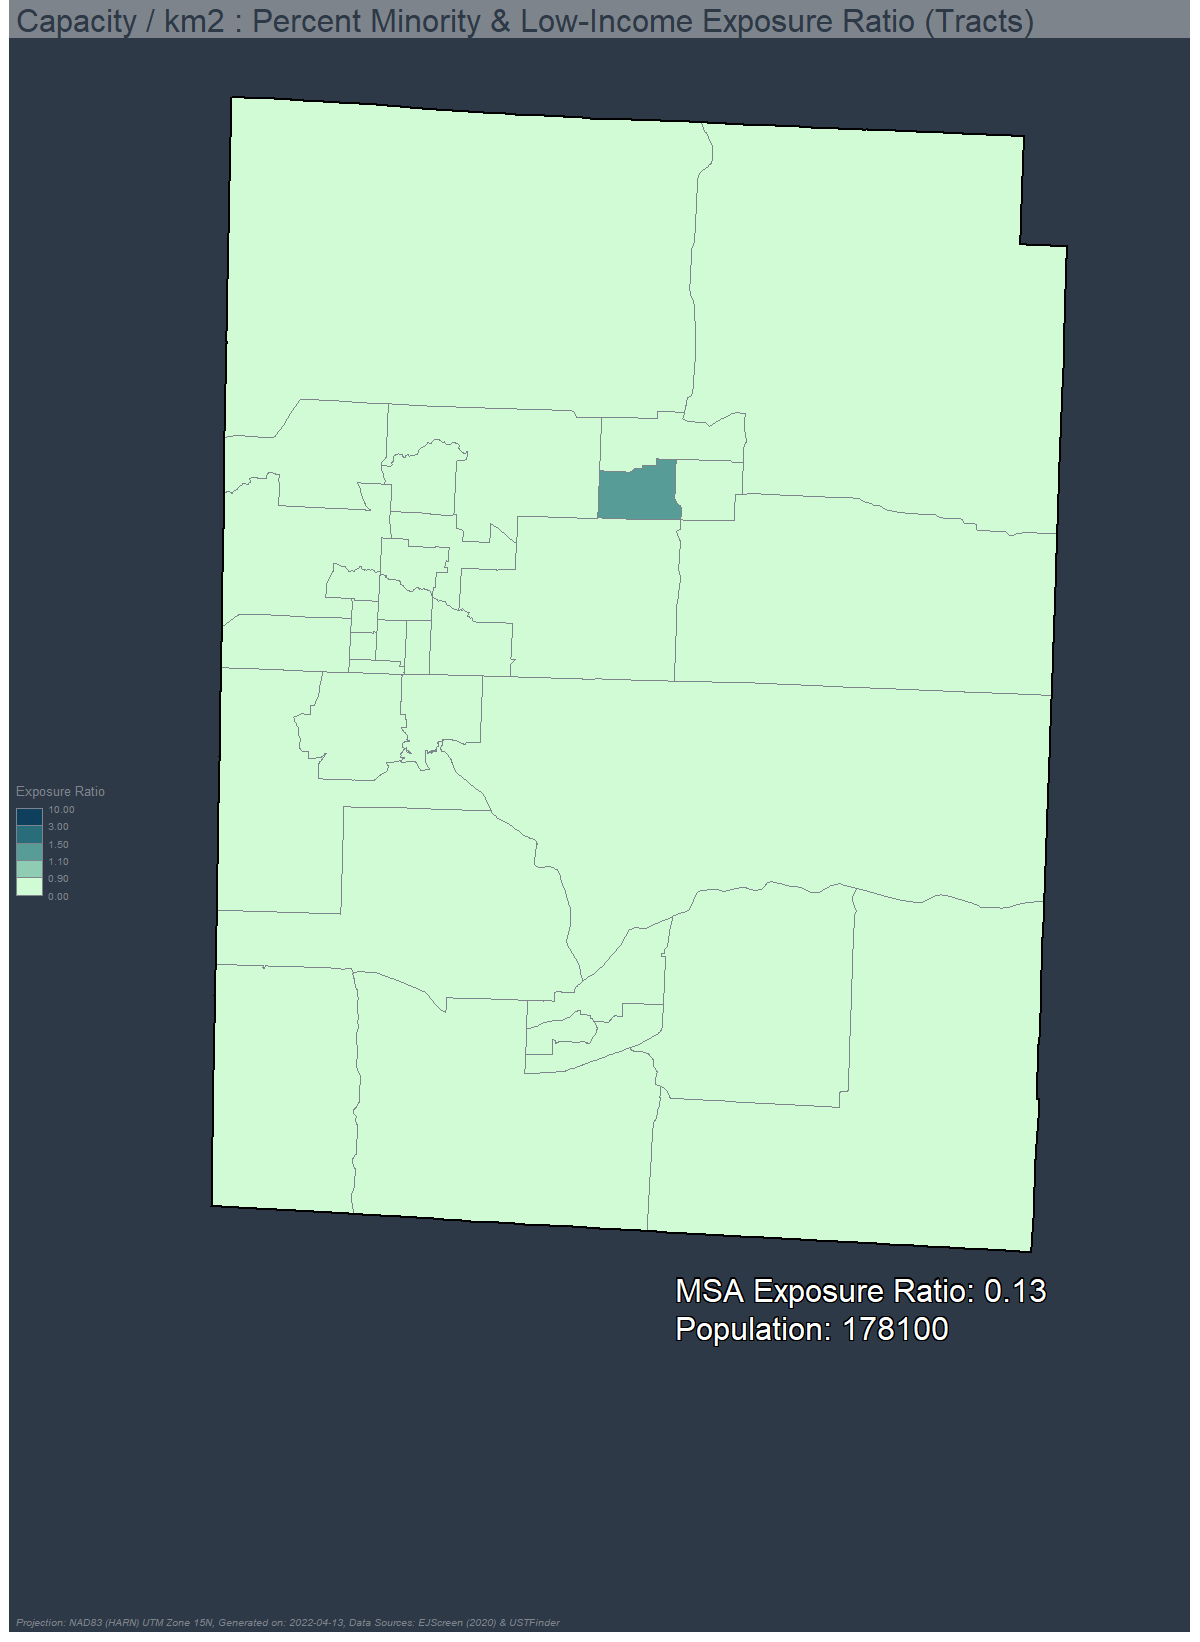 Capacity / km2 : Percent Minority & Low-Income Exposure Ratio (Tracts)
Exposure Ratio
10.00
3.00
1.50
1.10
0.90
0.00
MSA Exposure Ratio: 0.13
Population: 178100
Projection: NAD83 (HARN) UTM Zone 15N, Generated on: 2022-04-13, Data Sources: EJScreen (2020) & USTFinder